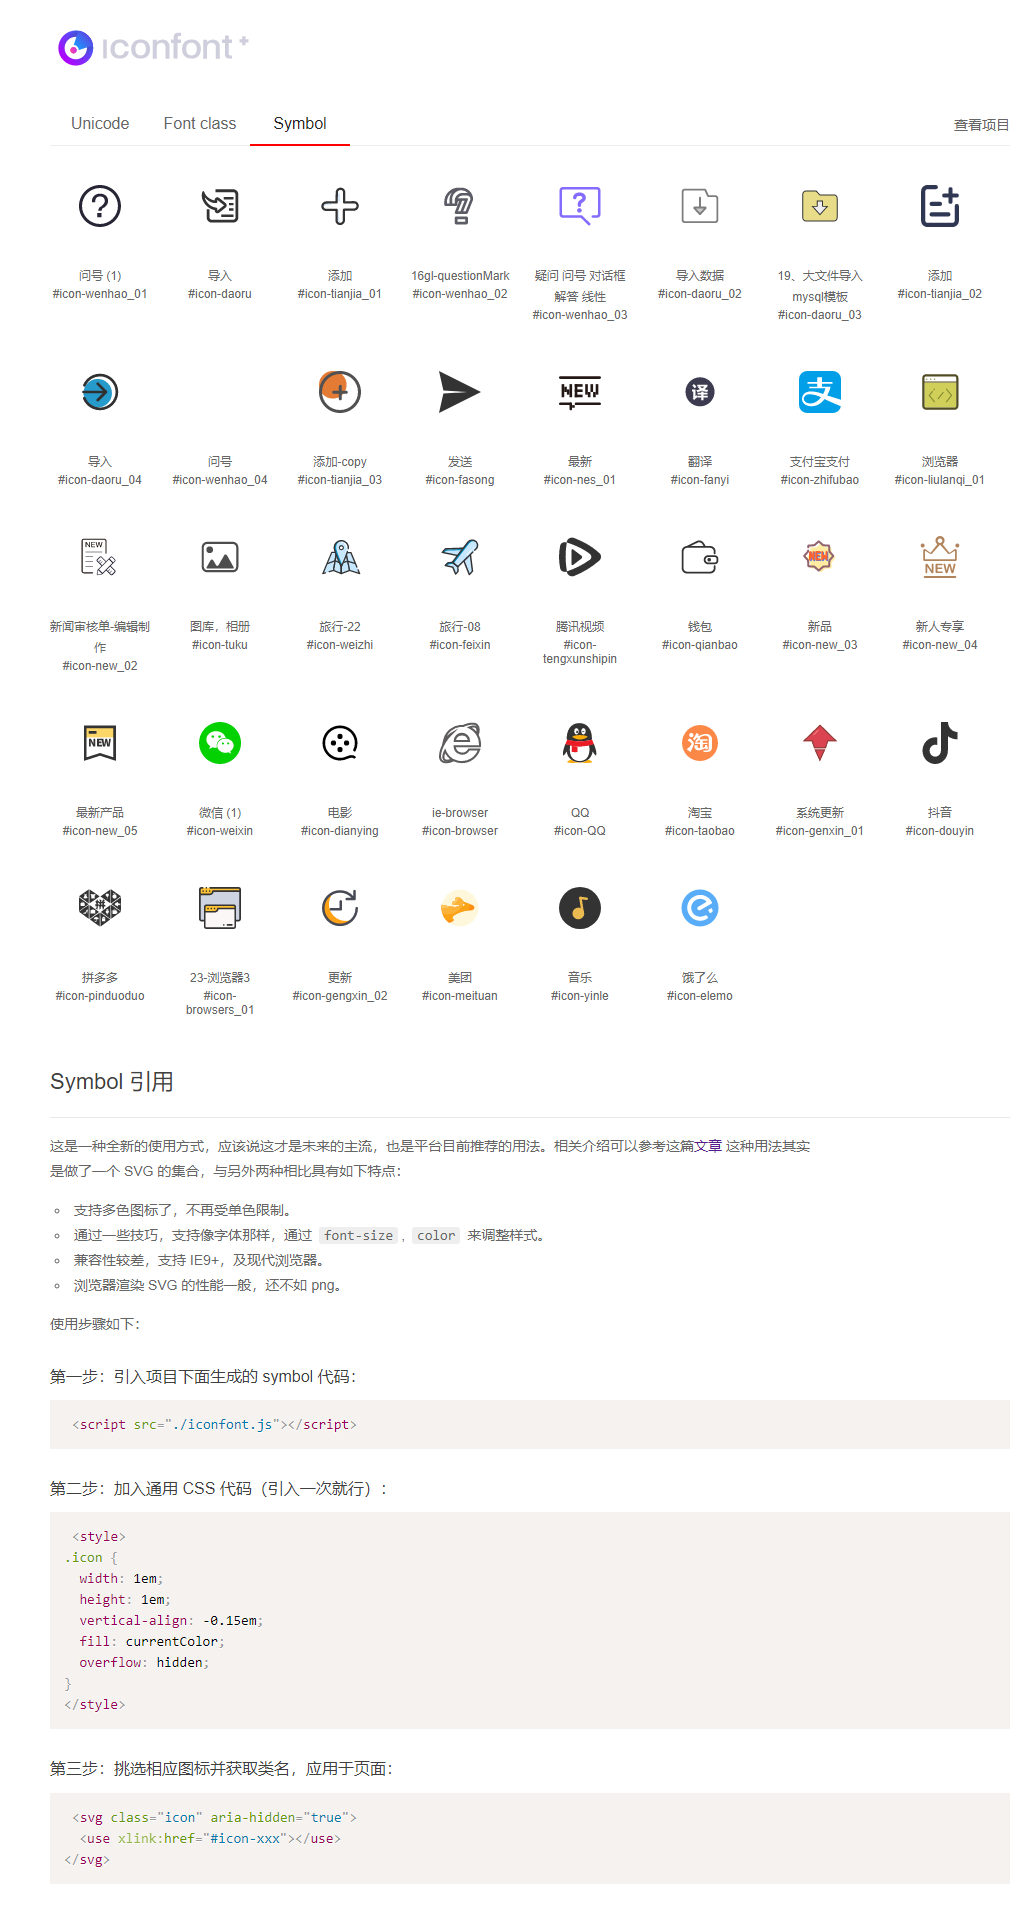 iconfont+
Unicode Font class Symbol 查看项目
问号 (1) 导入 添加 16gl-questionMark 疑问 问号 对话框 导入数据 19、大文件导入 添加
#icon-wenhao_01 #icon-daoru #icon-tianjia_01 #icon-wenhao_02 解答 线性 #icon-daoru_02 mysql模板 #icon-tianjia_02
#icon-wenhao_03 #icon-daoru_03
NEW 译 支
导入 问号 添加-copy 发送 最新 翻译 支付宝支付 浏览器
#icon-daoru_04 #icon-wenhao_04 #icon-tianjia_03 #icon-fasong #icon-nes_01 #icon-fanyi #icon-zhifubao #icon-liulanqi_01
NEW NEW NEW
新闻审核单-编辑制 图库，相册 旅行-22 旅行-08 腾讯视频 钱包 新品 新人专享
作 #icon-tuku #icon-weizhi #icon-feixin #icon- #icon-qianbao #icon-new_03 #icon-new_04
#icon-new_02 tengxunshipin
NEW 淘
最新产品 微信 (1) 电影 ie-browser QQ 淘宝 系统更新 抖音
#icon-new_05 #icon-weixin #icon-dianying #icon-browser #icon-QQ #icon-taobao #icon-genxin_01 #icon-douyin
拼
拼多多 23-浏览器3 更新 美团 音乐 饿了么
#icon-pinduoduo #icon- #icon-gengxin_02 #icon-meituan #icon-yinle #icon-elemo
browsers_01
Symbol 引用
这是一种全新的使用方式，应该说这才是未来的主流，也是平台目前推荐的用法。相关介绍可以参考这篇文章 这种用法其实
是做了一个 SVG 的集合，与另外两种相比具有如下特点：
支持多色图标了，不再受单色限制。
通过一些技巧，支持像字体那样，通过 font-size , color 来调整样式。
兼容性较差，支持 IE9+，及现代浏览器。
浏览器渲染 SVG 的性能一般，还不如 png。
使用步骤如下：
第一步：引入项目下面生成的 symbol 代码：
<script src="./iconfont.js"></script>
第二步：加入通用 CSS 代码（引入一次就行）：
<style>
.icon {
width: 1em;
height: 1em;
vertical-align: -0.15em;
fill: currentColor;
overflow: hidden;
}
</style>
第三步：挑选相应图标并获取类名，应用于页面：
<svg class="icon" aria-hidden="true">
<use xlink:href="#icon-xxx"></use>
</svg>